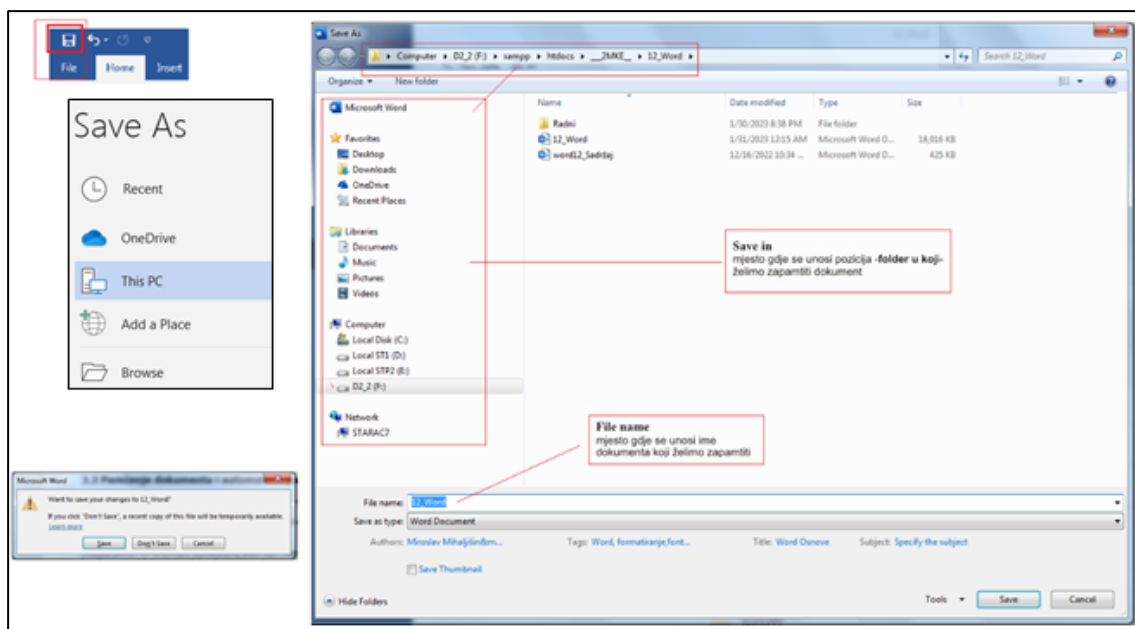 File Home Insert
Save As
Recent
OneDrive
This PC
Add a Place
Browse
Microsoft Word
Want to save your changes to 12_Word?
If you click "Don't Save", a recent copy of this file will be temporarily available.
Learn more
Save Don't Save Cancel
Save As
Computer D2_2 (F:) xampp htdocs __2MKE_ 12_Word Search 12_Word
Organize New folder
Name Date modified Type Size
Microsoft Word
Favorites
Desktop
Downloads
OneDrive
Recent Places
Libraries
Documents
Music
Pictures
Videos
Computer
Local Disk (C:)
Local ST1 (D:)
Local STP2 (E:)
D2_2 (F:)
Network
STARAC7
Radni 1/30/2023 8:38 PM File folder
12_Word 1/31/2023 12:15 AM Microsoft Word D... 18,016 KB
word12_Sadržaj 12/16/2022 10:34 ... Microsoft Word D... 425 KB
Save in
mjesto gdje se unosi pozicija -folder u koji-
želimo zapamtiti dokument
File name
mjesto gdje se unosi ime
dokumenta koji želimo zapamtiti
File name: 12_Word
Save as type: Word Document
Authors: Miroslav Mihaljišin&m... Tags: Word, formatiranje,font... Title: Word Osnove Subject: Specify the subject
Save Thumbnail
Hide Folders Tools Save Cancel